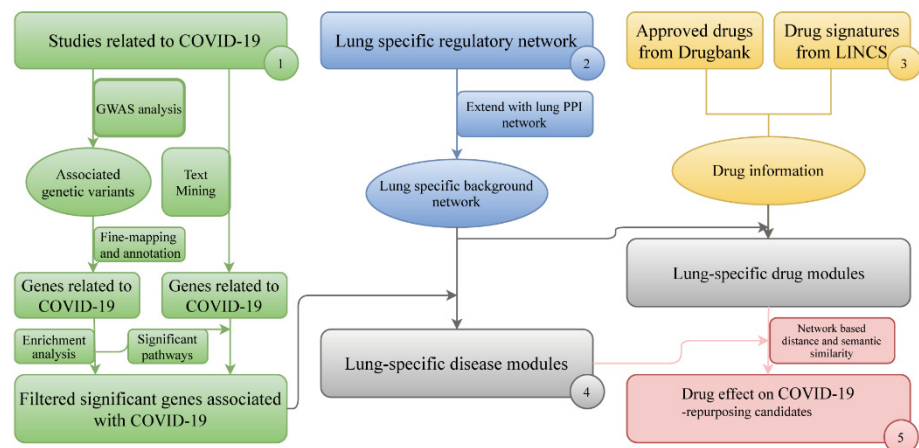 Studies related to COVID-19
1
GWAS analysis
Associated
genetic variants
Text
Mining
Fine-mapping
and annotation
Genes related to
COVID-19
Genes related to
COVID-19
Enrichment
analysis
Significant
pathways
Filtered significant genes associated
with COVID-19
Lung specific regulatory network
2
Extend with lung PPI
network
Lung specific background
network
Lung-specific disease modules
4
Approved drugs
from Drugbank
Drug signatures
from LINCS
3
Drug information
Lung-specific drug modules
Network based
distance and semantic
similarity
Drug effect on COVID-19
-repurposing candidates
5